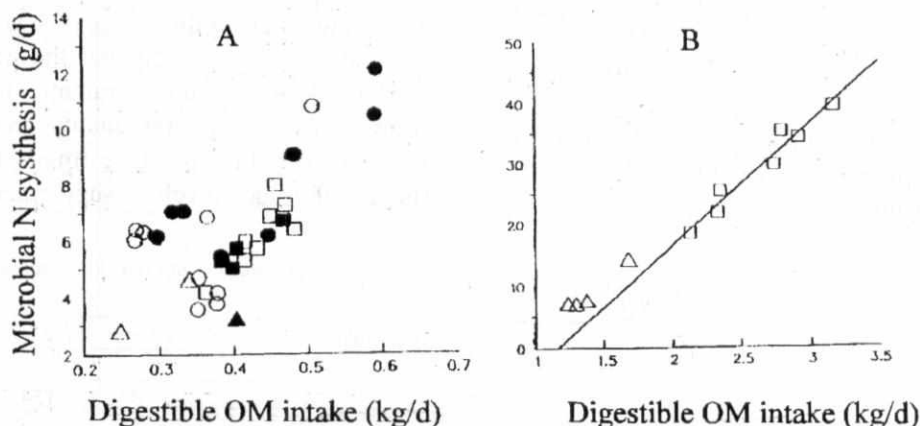 A
Microbial N systhesis (g/d)
14
12
10
8
6
4
2
0.2 0.3 0.4 0.5 0.6 0.7
Digestible OM intake (kg/d)
B
50
40
30
20
10
0
1 1.5 2 2.5 3 3.5
Digestible OM intake (kg/d)